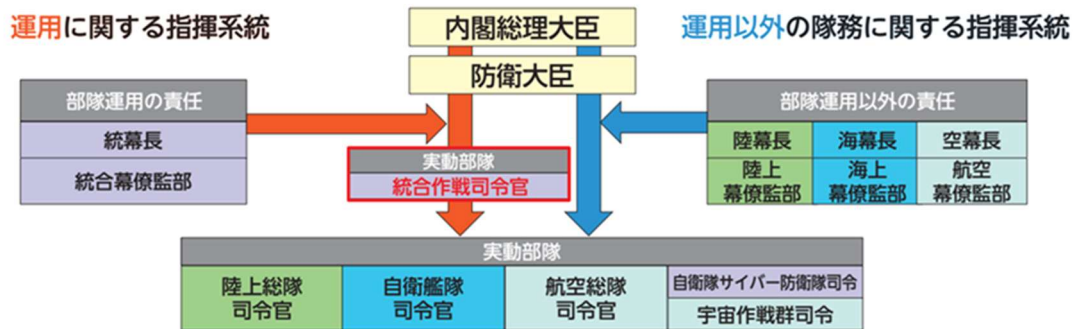 運用に関する指揮系統
内閣総理大臣
運用以外の隊務に関する指揮系統
防衛大臣
部隊運用の責任
統幕長
統合幕僚監部
部隊運用以外の責任
陸幕長
海幕長
空幕長
陸上
幕僚監部
海上
幕僚監部
航空
幕僚監部
実動部隊
統合作戦司令官
実動部隊
陸上総隊
司令官
自衛艦隊
司令官
航空総隊
司令官
自衛隊サイバー防衛隊司令
宇宙作戦群司令